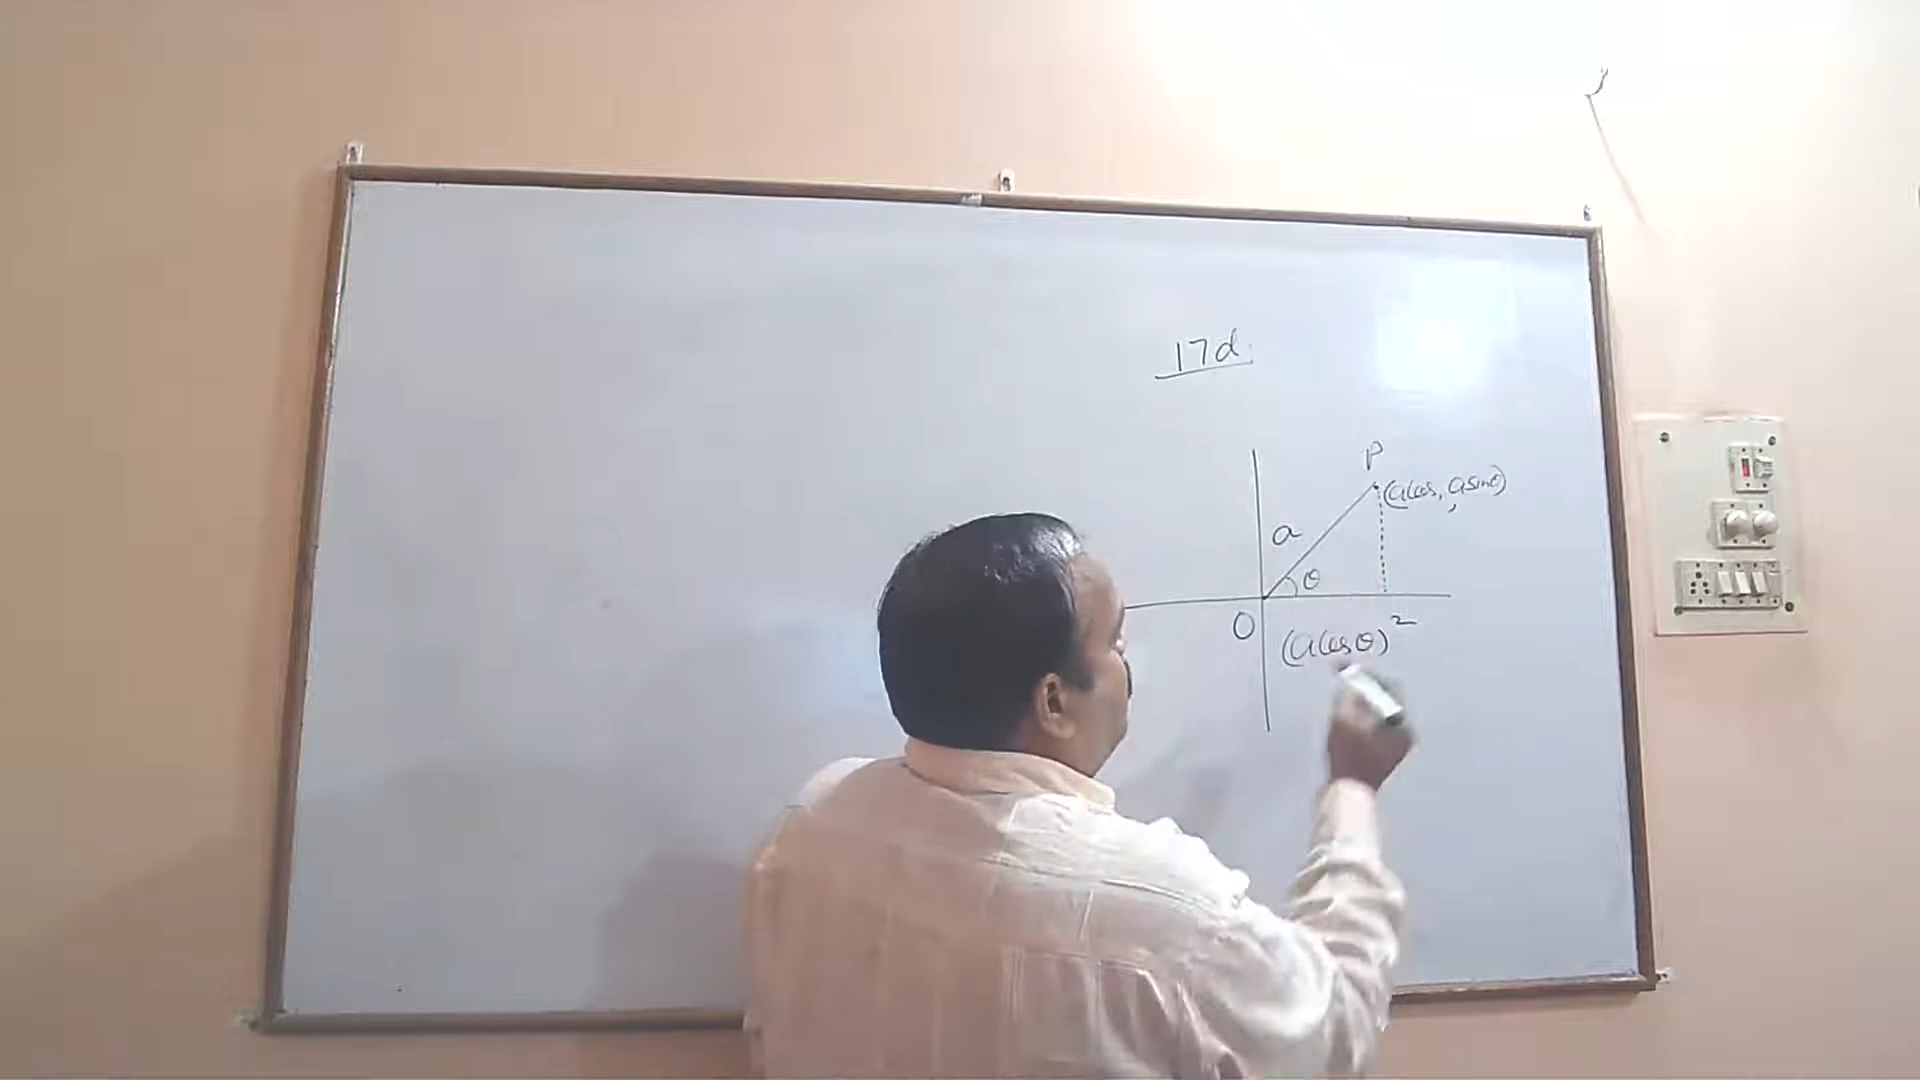 17d.
P
(acos, asinθ)
a
θ
O
(acosθ)²